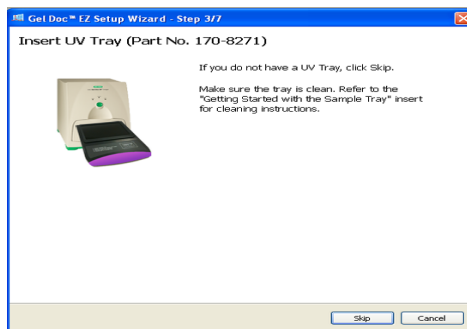 Gel Doc™ EZ Setup Wizard - Step 3/7
Insert UV Tray (Part No. 170-8271)
If you do not have a UV Tray, click Skip.
Make sure the tray is clean. Refer to the
"Getting Started with the Sample Tray" insert
for cleaning instructions.
Skip
Cancel